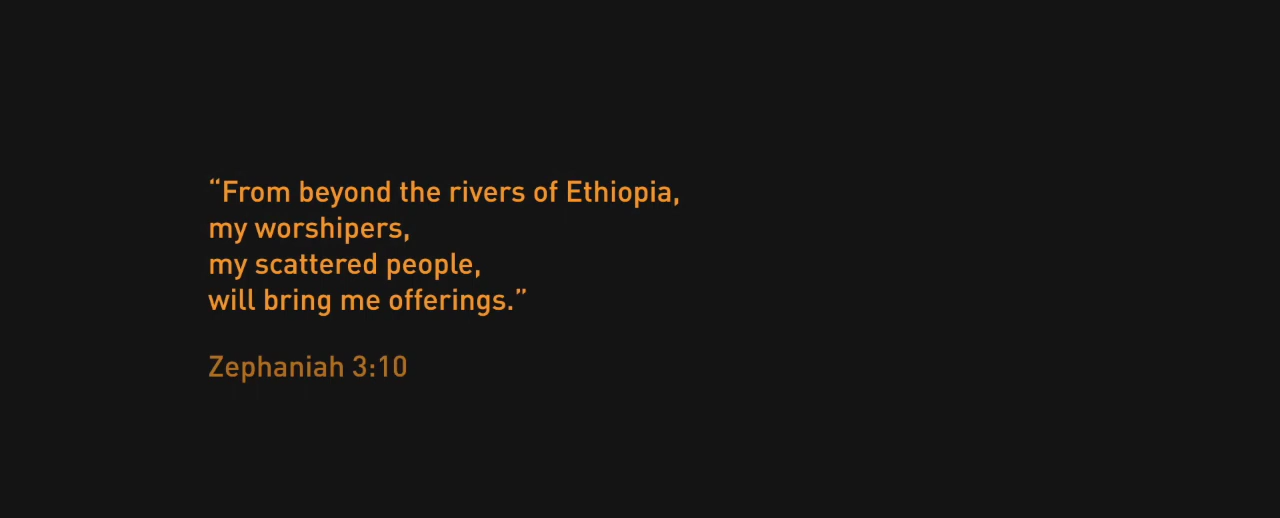 “From beyond the rivers of Ethiopia,
my worshipers,
my scattered people,
will bring me offerings.”
Zephaniah 3:10